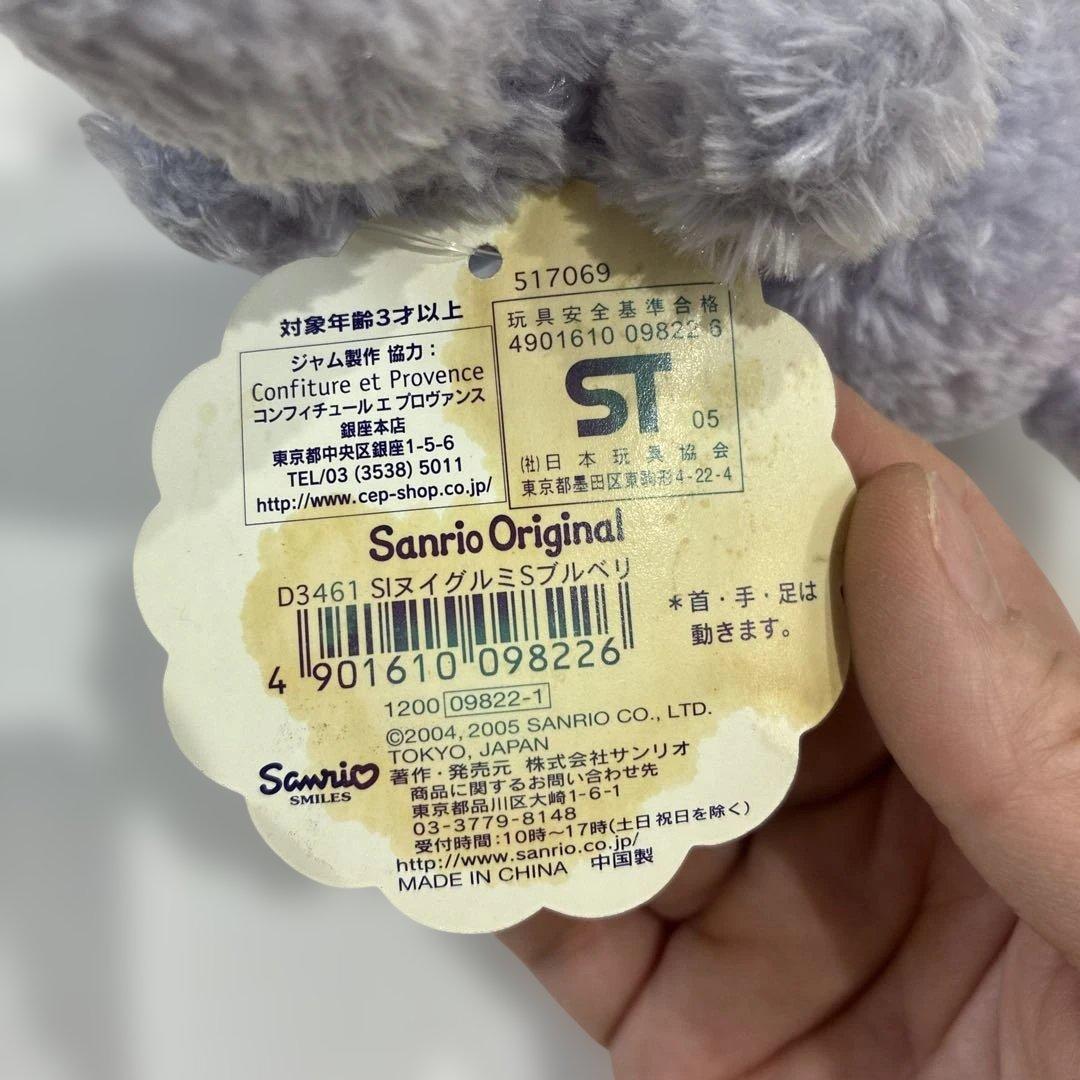 517069
対象年齢3才以上
ジャム製作 協力：
Confiture et Provence
コンフィチュール エ プロヴァンス
銀座本店
東京都中央区銀座1-5-6
TEL/03 (3538) 5011
http://www.cep-shop.co.jp/
玩具安全基準合格
4901610 09822 6
ST
05
(社)日本玩具協会
東京都墨田区東駒形4-22-4
Sanrio Original
D3461 SIヌイグルミSブルベリ
4 901610 098226
＊首・手・足は
動きます。
1200 09822-1
©2004, 2005 SANRIO CO., LTD.
TOKYO, JAPAN
Sanrio
SMILES
著作・発売元 株式会社サンリオ
商品に関するお問い合わせ先
東京都品川区大崎1-6-1
03-3779-8148
受付時間：10時～17時(土日 祝日を除く)
http://www.sanrio.co.jp/
MADE IN CHINA 中国製